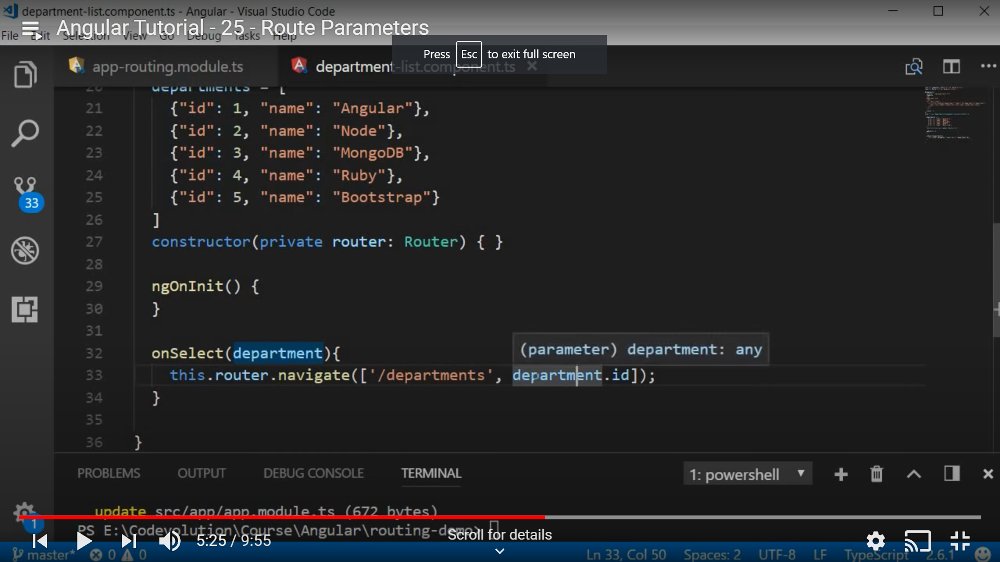 department-list.component.ts - Angular - Visual Studio Code
Angular Tutorial - 25 - Route Parameters
File Edit Selection View Go Debug Tasks Help
Press Esc to exit full screen
app-routing.module.ts
department-list.component.ts
20 departments = [
21 {"id": 1, "name": "Angular"},
22 {"id": 2, "name": "Node"},
23 {"id": 3, "name": "MongoDB"},
24 {"id": 4, "name": "Ruby"},
25 {"id": 5, "name": "Bootstrap"}
26 ]
27 constructor(private router: Router) { }
28
29 ngOnInit() {
30 }
31
32 onSelect(department){
(parameter) department: any
33 this.router.navigate(['/departments', department.id]);
34 }
35
36 }
33
PROBLEMS OUTPUT DEBUG CONSOLE TERMINAL 1: powershell
update src/app/app.module.ts (672 bytes)
PS E:\Codevolution\Course\Angular\routing-demo>
1
5:25 / 9:55
Scroll for details
master* 0 0 Ln 33, Col 50 Spaces: 2 UTF-8 LF TypeScript 2.6.1